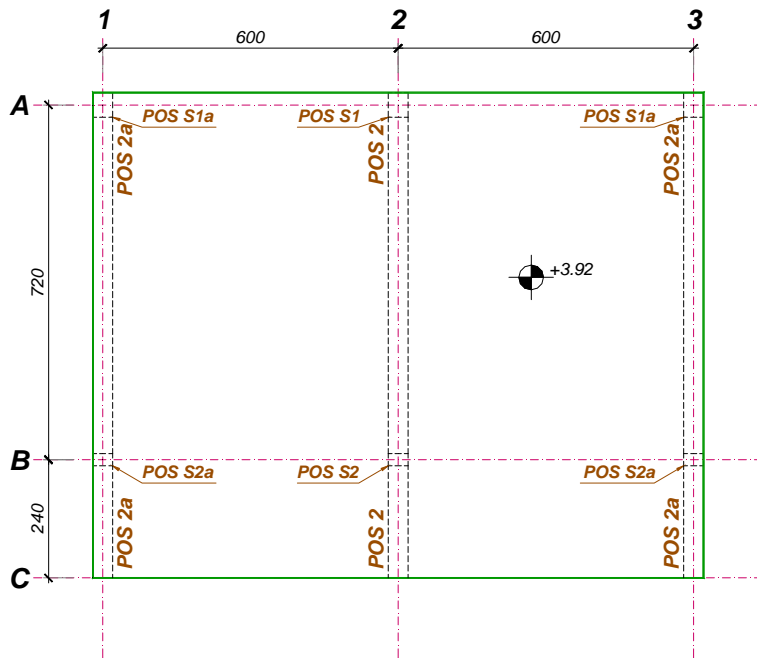 1 2 3
600 600
A
POS S1a POS S1 POS S1a
POS 2a POS 2 POS 2a
+3.92
720
B
POS S2a POS S2 POS S2a
240
POS 2a POS 2 POS 2a
C